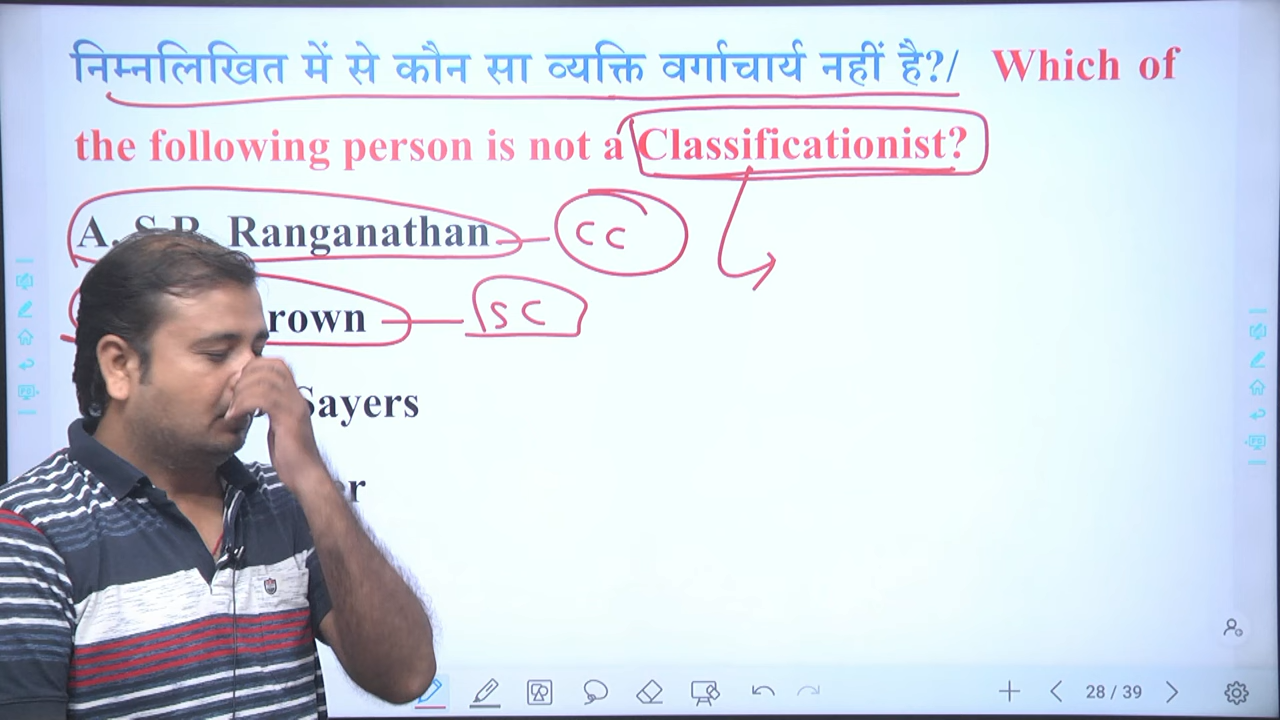 निम्नलिखित में से कौन सा व्यक्ति वर्गाचार्य नहीं है?/ Which of
the following person is not a Classificationist?
A. S.R. Ranganathan CC
rown SC
Sayers
r
28 / 39